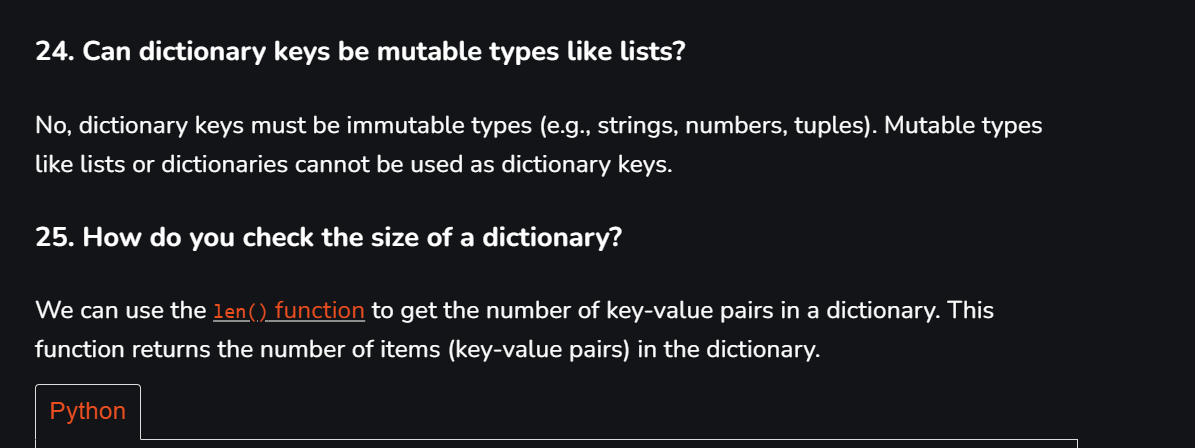 24. Can dictionary keys be mutable types like lists?
No, dictionary keys must be immutable types (e.g., strings, numbers, tuples). Mutable types
like lists or dictionaries cannot be used as dictionary keys.
25. How do you check the size of a dictionary?
We can use the len() function to get the number of key-value pairs in a dictionary. This
function returns the number of items (key-value pairs) in the dictionary.
Python